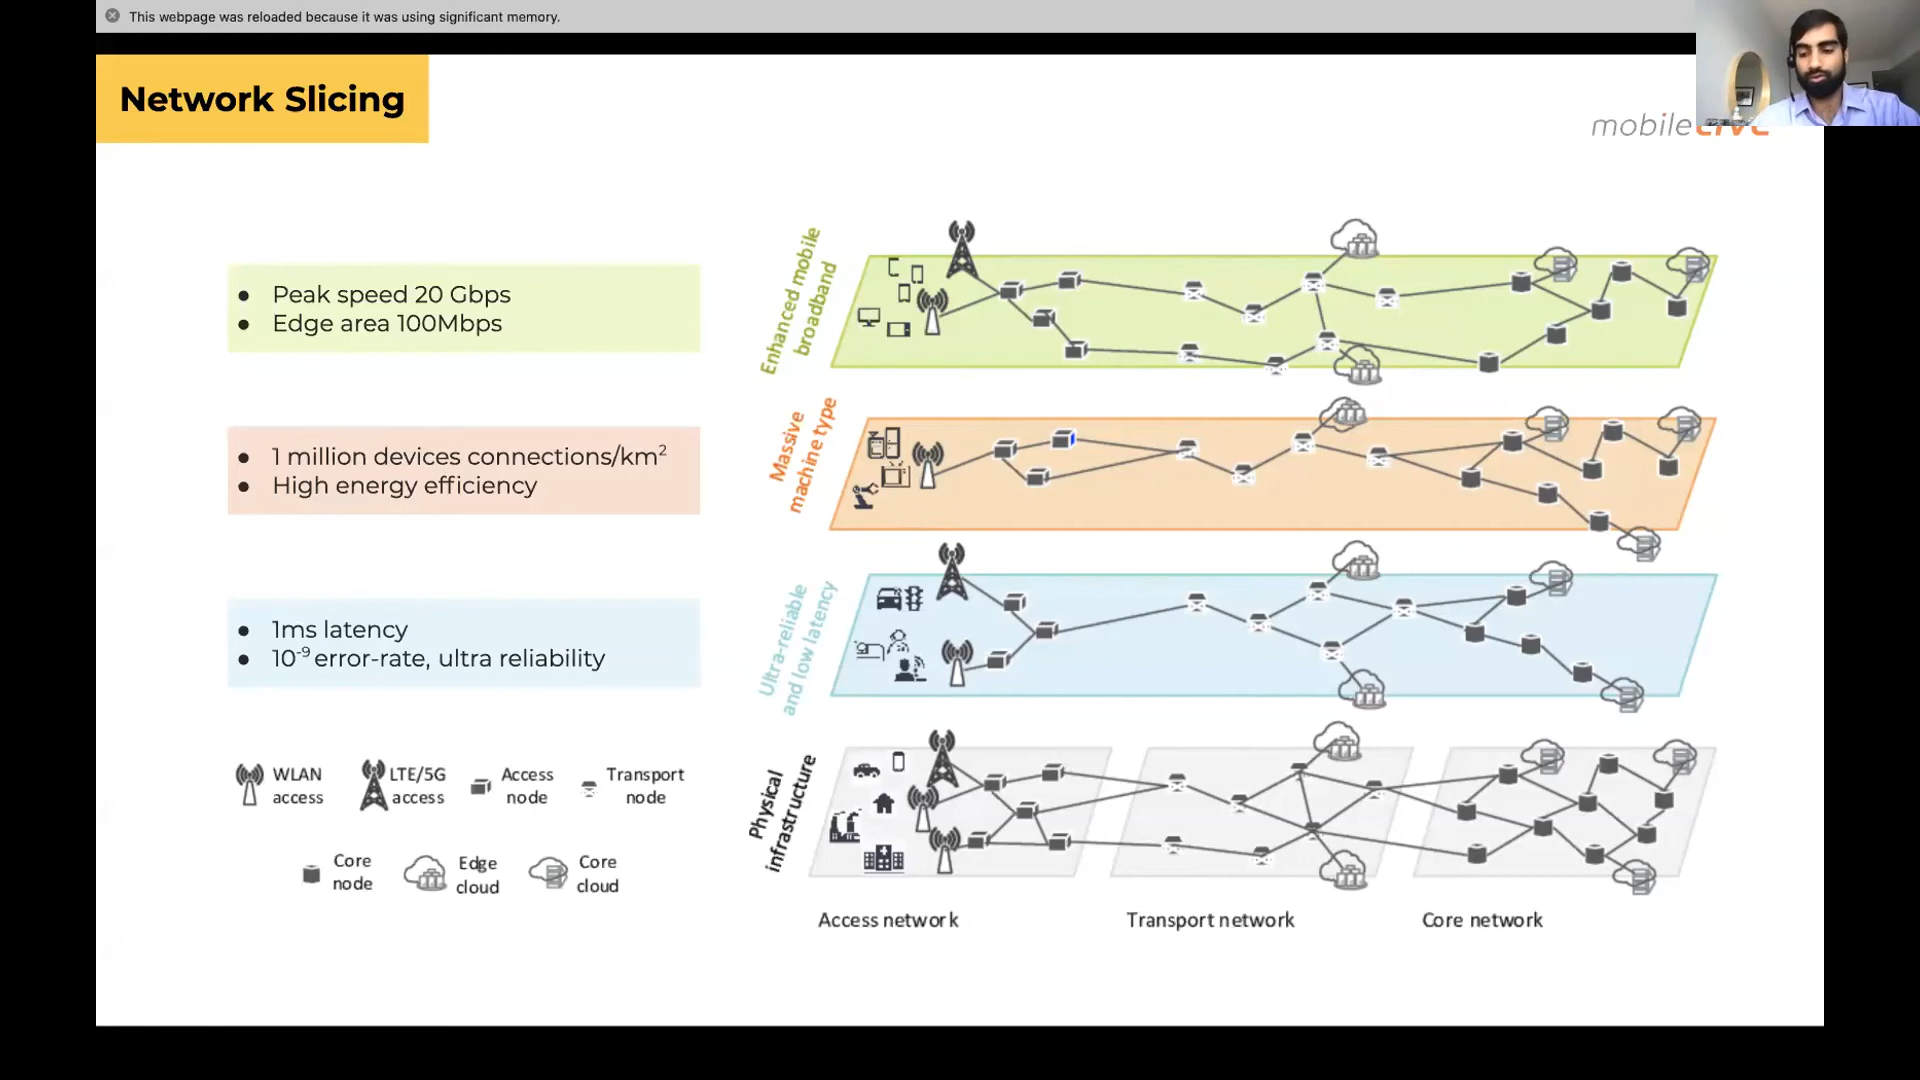 This webpage was reloaded because it was using significant memory.
Network Slicing
mobileLIVE
● Peak speed 20 Gbps
● Edge area 100Mbps
Enhanced mobile
broadband
● 1 million devices connections/km²
● High energy efficiency
Massive
machine type
● 1ms latency
● 10⁻⁹ error-rate, ultra reliability
Ultra-reliable
and low latency
WLAN
access
LTE/5G
access
Access
node
Transport
node
Core
node
Edge
cloud
Core
cloud
Physical
infrastructure
Access network
Transport network
Core network